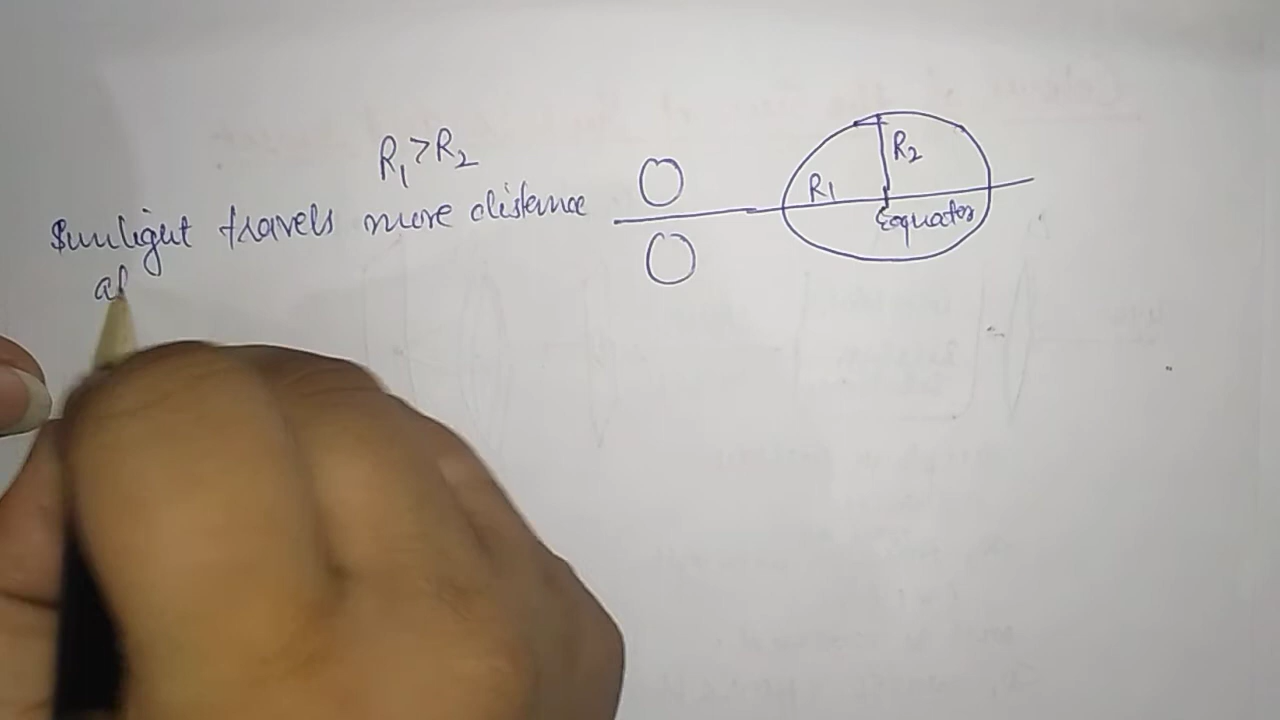 R₁>R₂
R₂
R₁
Sunlight travels more distance
Equator